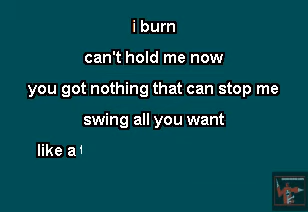 i burn
can't hold me now
you got nothing that can stop me
swing all you want
like a